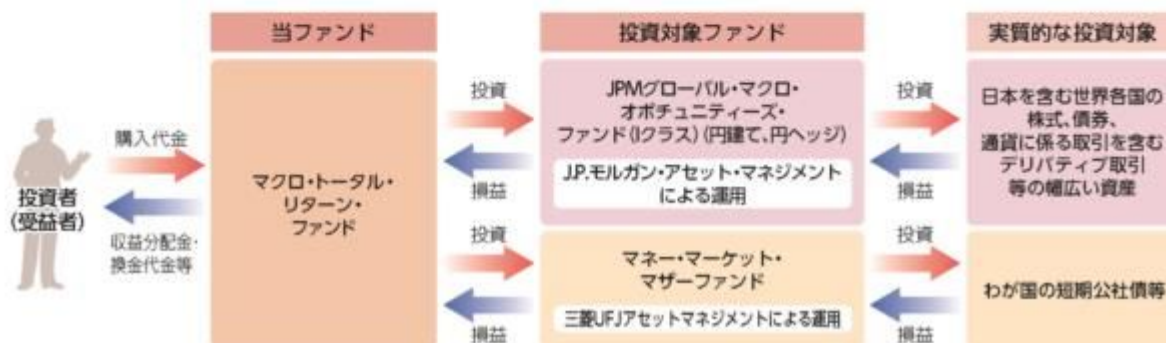 当ファンド
投資対象ファンド
実質的な投資対象
投資者
(受益者)
購入代金
収益分配金・
換金代金等
マクロ・トータル・
リターン・
ファンド
投資
損益
JPMグローバル・マクロ・
オポチュニティーズ・
ファンド(Iクラス)(円建て、円ヘッジ)
J.P.モルガン・アセット・マネジメント
による運用
投資
損益
日本を含む世界各国の
株式、債券、
通貨に係る取引を含む
デリバティブ取引
等の幅広い資産
投資
損益
マネー・マーケット・
マザーファンド
三菱UFJアセットマネジメントによる運用
投資
損益
わが国の短期公社債等